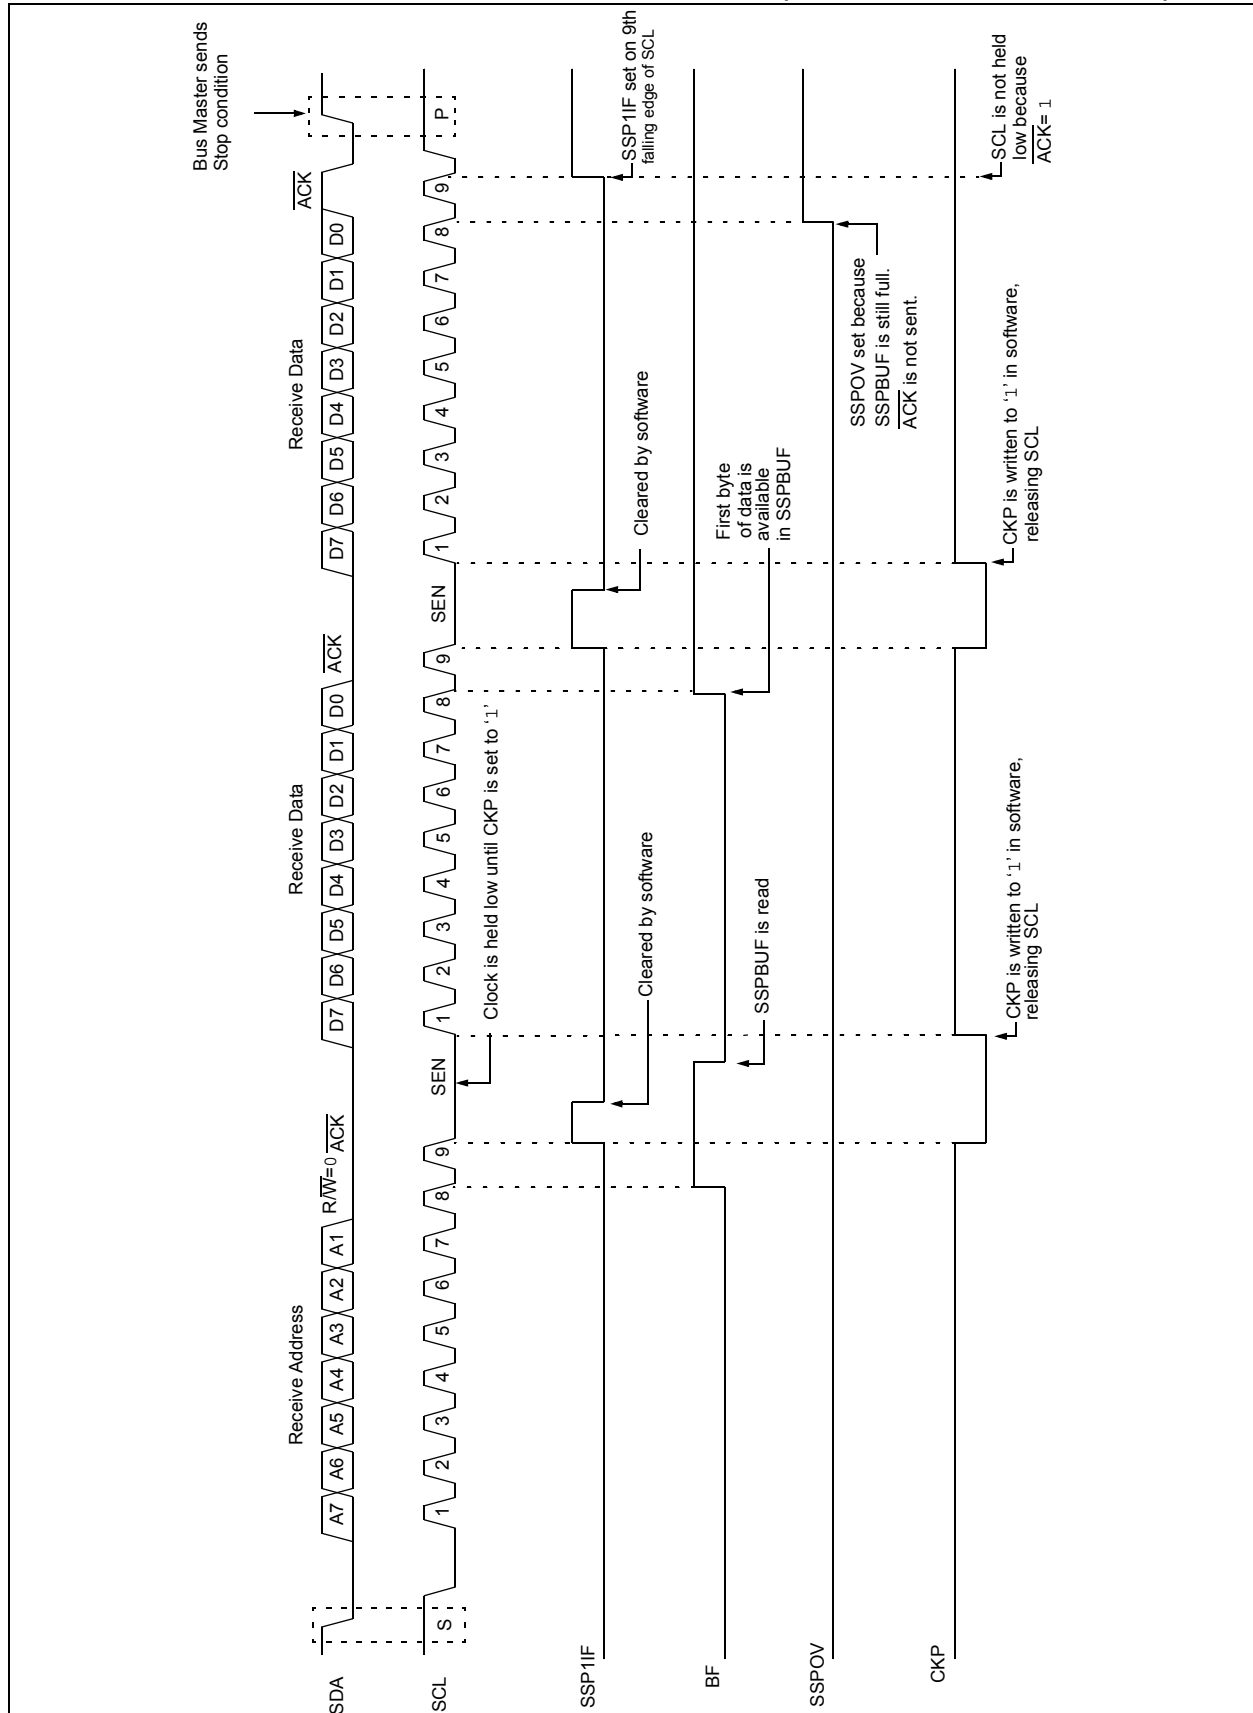 Bus Master sends
Stop condition
Receive Address
Receive Data
Receive Data
R/W=0 ACK
ACK
ACK
SDA
A7 A6 A5 A4 A3 A2 A1
D7 D6 D5 D4 D3 D2 D1 D0
D7 D6 D5 D4 D3 D2 D1 D0
SCL
S
1 2 3 4 5 6 7 8 9
SEN
1 2 3 4 5 6 7 8 9
SEN
1 2 3 4 5 6 7 8 9
P
Clock is held low until CKP is set to ‘1’
SSP1IF
Cleared by software
Cleared by software
SSP1IF set on 9th
falling edge of SCL
BF
SSPBUF is read
First byte
of data is
available
in SSPBUF
SSPOV
SSPOV set because
SSPBUF is still full.
ACK is not sent.
CKP
CKP is written to ‘1’ in software,
releasing SCL
CKP is written to ‘1’ in software,
releasing SCL
SCL is not held
low because
ACK= 1